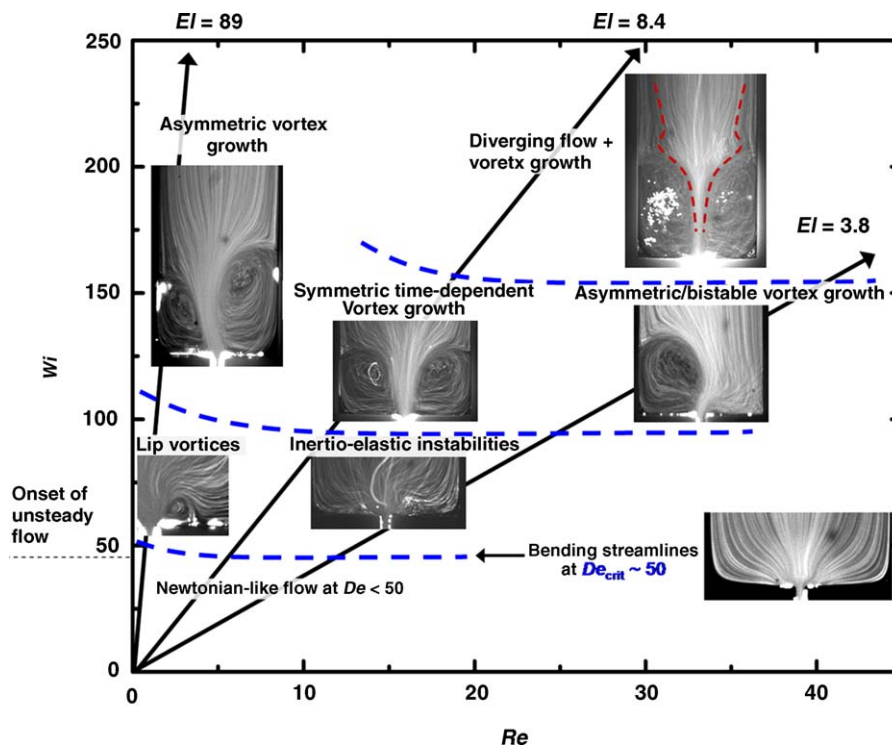 El = 89
El = 8.4
250
Asymmetric vortex
growth
Diverging flow +
voretx growth
200
El = 3.8
150
Symmetric time-dependent
Vortex growth
Asymmetric/bistable vortex growth
Wi
100
Lip vortices
Inertio-elastic instabilities
Onset of
unsteady
flow
50
Bending streamlines
at Decrit ~ 50
Newtonian-like flow at De < 50
0
0
10
20
30
40
Re